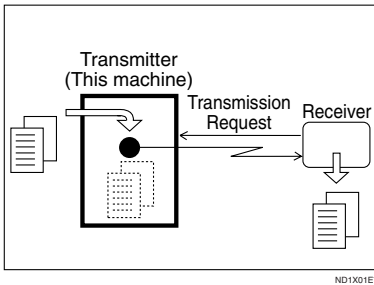 Transmitter
(This machine)
Transmission
Request
Receiver
ND1X01E